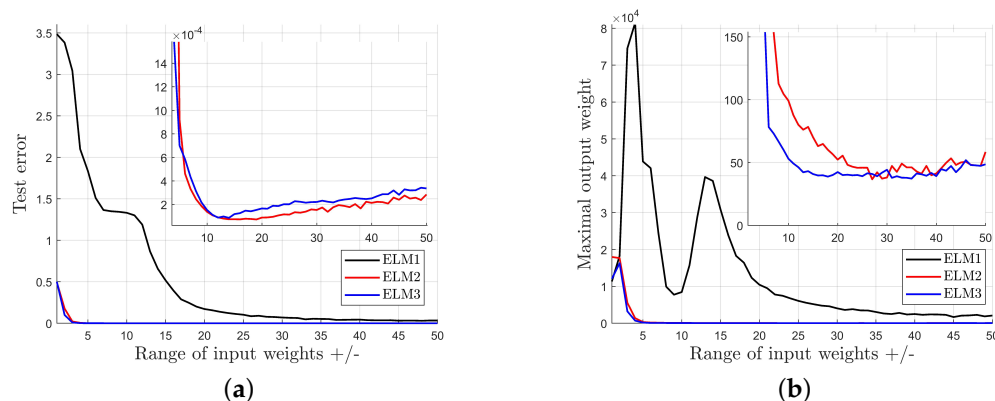 ×10⁻⁴
14
12
10
8
6
4
2
10
20
30
40
50
3.5
3
2.5
2
1.5
1
0.5
0
Test error
ELM1
ELM2
ELM3
5 10 15 20 25 30 35 40 45 50
Range of input weights +/-
(a)
×10⁴
8
7
6
5
4
3
2
1
0
Maximal output weight
150
100
50
0
10 20 30 40 50
ELM1
ELM2
ELM3
5 10 15 20 25 30 35 40 45 50
Range of input weights +/-
(b)